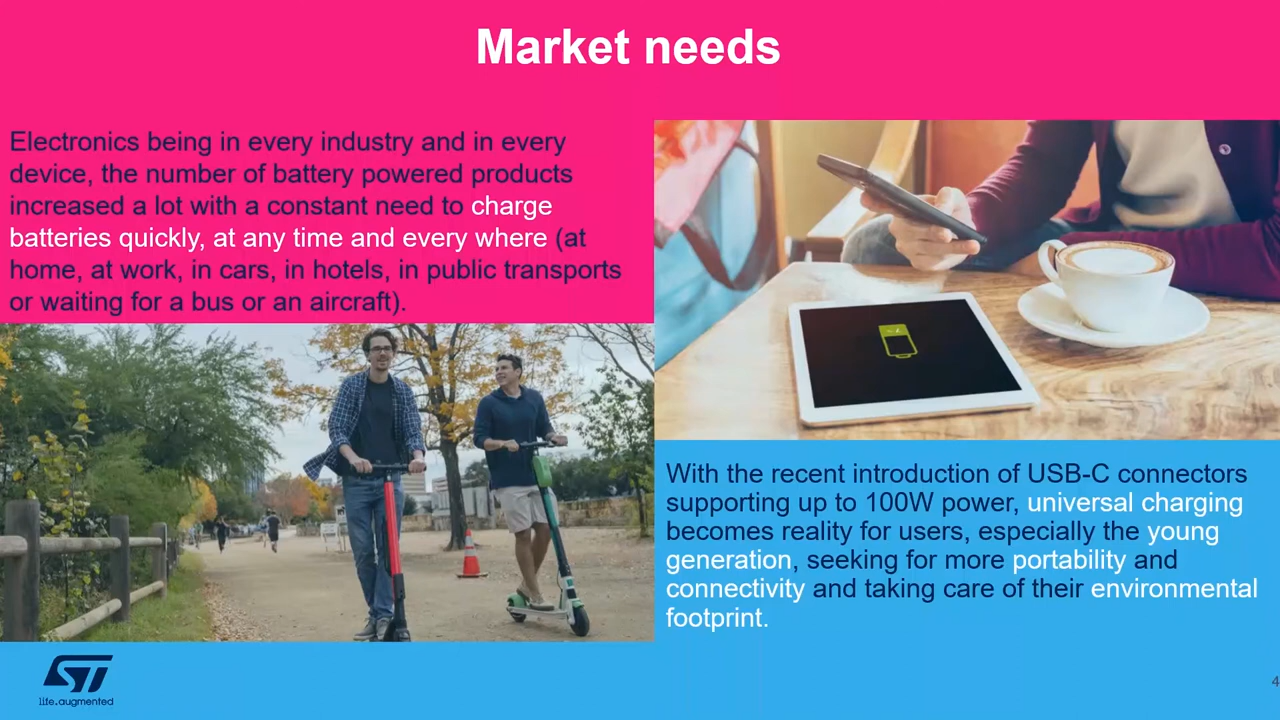 Market needs
Electronics being in every industry and in every
device, the number of battery powered products
increased a lot with a constant need to charge
batteries quickly, at any time and every where (at
home, at work, in cars, in hotels, in public transports
or waiting for a bus or an aircraft).
With the recent introduction of USB-C connectors
supporting up to 100W power, universal charging
becomes reality for users, especially the young
generation, seeking for more portability and
connectivity and taking care of their environmental
footprint.
ST
life.augmented
4